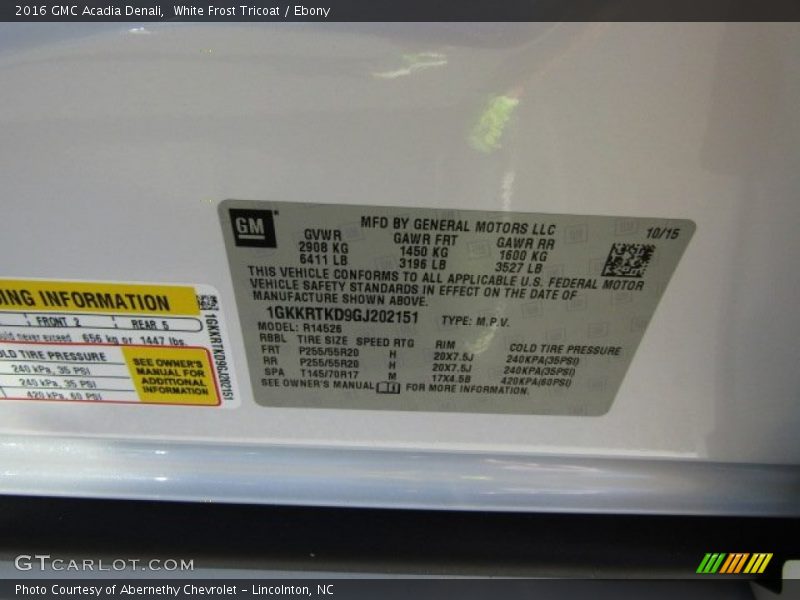 2016 GMC Acadia Denali, White Frost Tricoat / Ebony
GM
MFD BY GENERAL MOTORS LLC
10/15
GVWR GAWR FRT GAWR RR
2908 KG 1450 KG 1600 KG
6411 LB 3196 LB 3527 LB
THIS VEHICLE CONFORMS TO ALL APPLICABLE U.S. FEDERAL MOTOR
VEHICLE SAFETY STANDARDS IN EFFECT ON THE DATE OF
MANUFACTURE SHOWN ABOVE.
1GKKRTKD9GJ202151 TYPE: M.P.V.
MODEL: R14526
RBBL TIRE SIZE SPEED RTG RIM COLD TIRE PRESSURE
FRT P255/55R20 H 20X7.5J 240KPA(35PSI)
RR P255/55R20 H 20X7.5J 240KPA(35PSI)
SPA T145/70R17 M 17X4.5B 420KPA(60PSI)
SEE OWNER'S MANUAL FOR MORE INFORMATION.
ING INFORMATION
FRONT 2 REAR 5
never exceed 656 kg or 1447 lbs.
OLD TIRE PRESSURE
240 kPa, 35 PSI
240 kPa, 35 PSI
420 kPa, 60 PSI
SEE OWNER'S
MANUAL FOR
ADDITIONAL
INFORMATION
1GKKRTKD9GJ202151
GTCARLOT.COM
Photo Courtesy of Abernethy Chevrolet – Lincolnton, NC